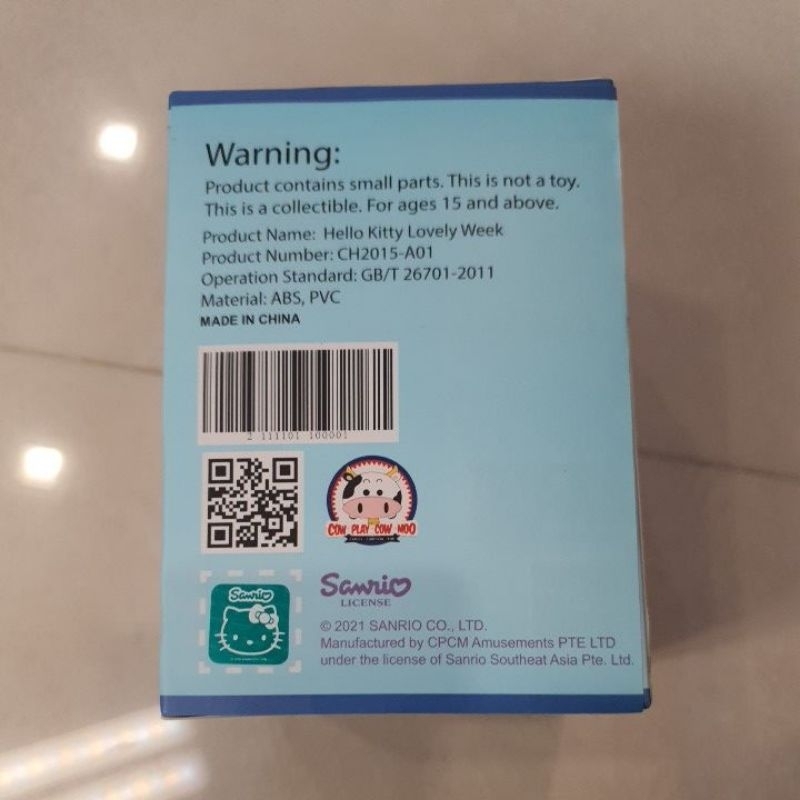 Warning:
Product contains small parts. This is not a toy.
This is a collectible. For ages 15 and above.
Product Name: Hello Kitty Lovely Week
Product Number: CH2015-A01
Operation Standard: GB/T 26701-2011
Material: ABS, PVC
MADE IN CHINA
2 111101 100001
COW PLAY COW MOO
Sanrio
Sanrio
LICENSE
© 2021 SANRIO CO., LTD.
Manufactured by CPCM Amusements PTE LTD
under the license of Sanrio Southeat Asia Pte. Ltd.